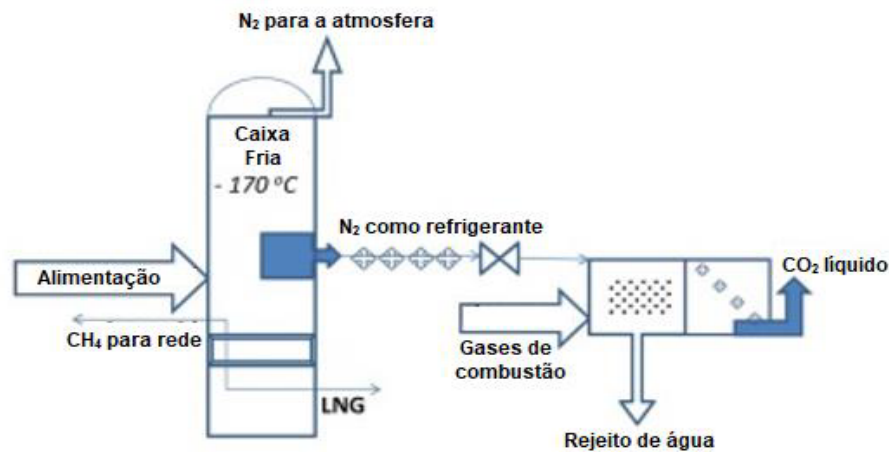 N₂ para a atmosfera
Caixa
Fria
- 170 ºC
N₂ como refrigerante
Alimentação
CO₂ líquido
CH₄ para rede
Gases de
combustão
LNG
Rejeito de água